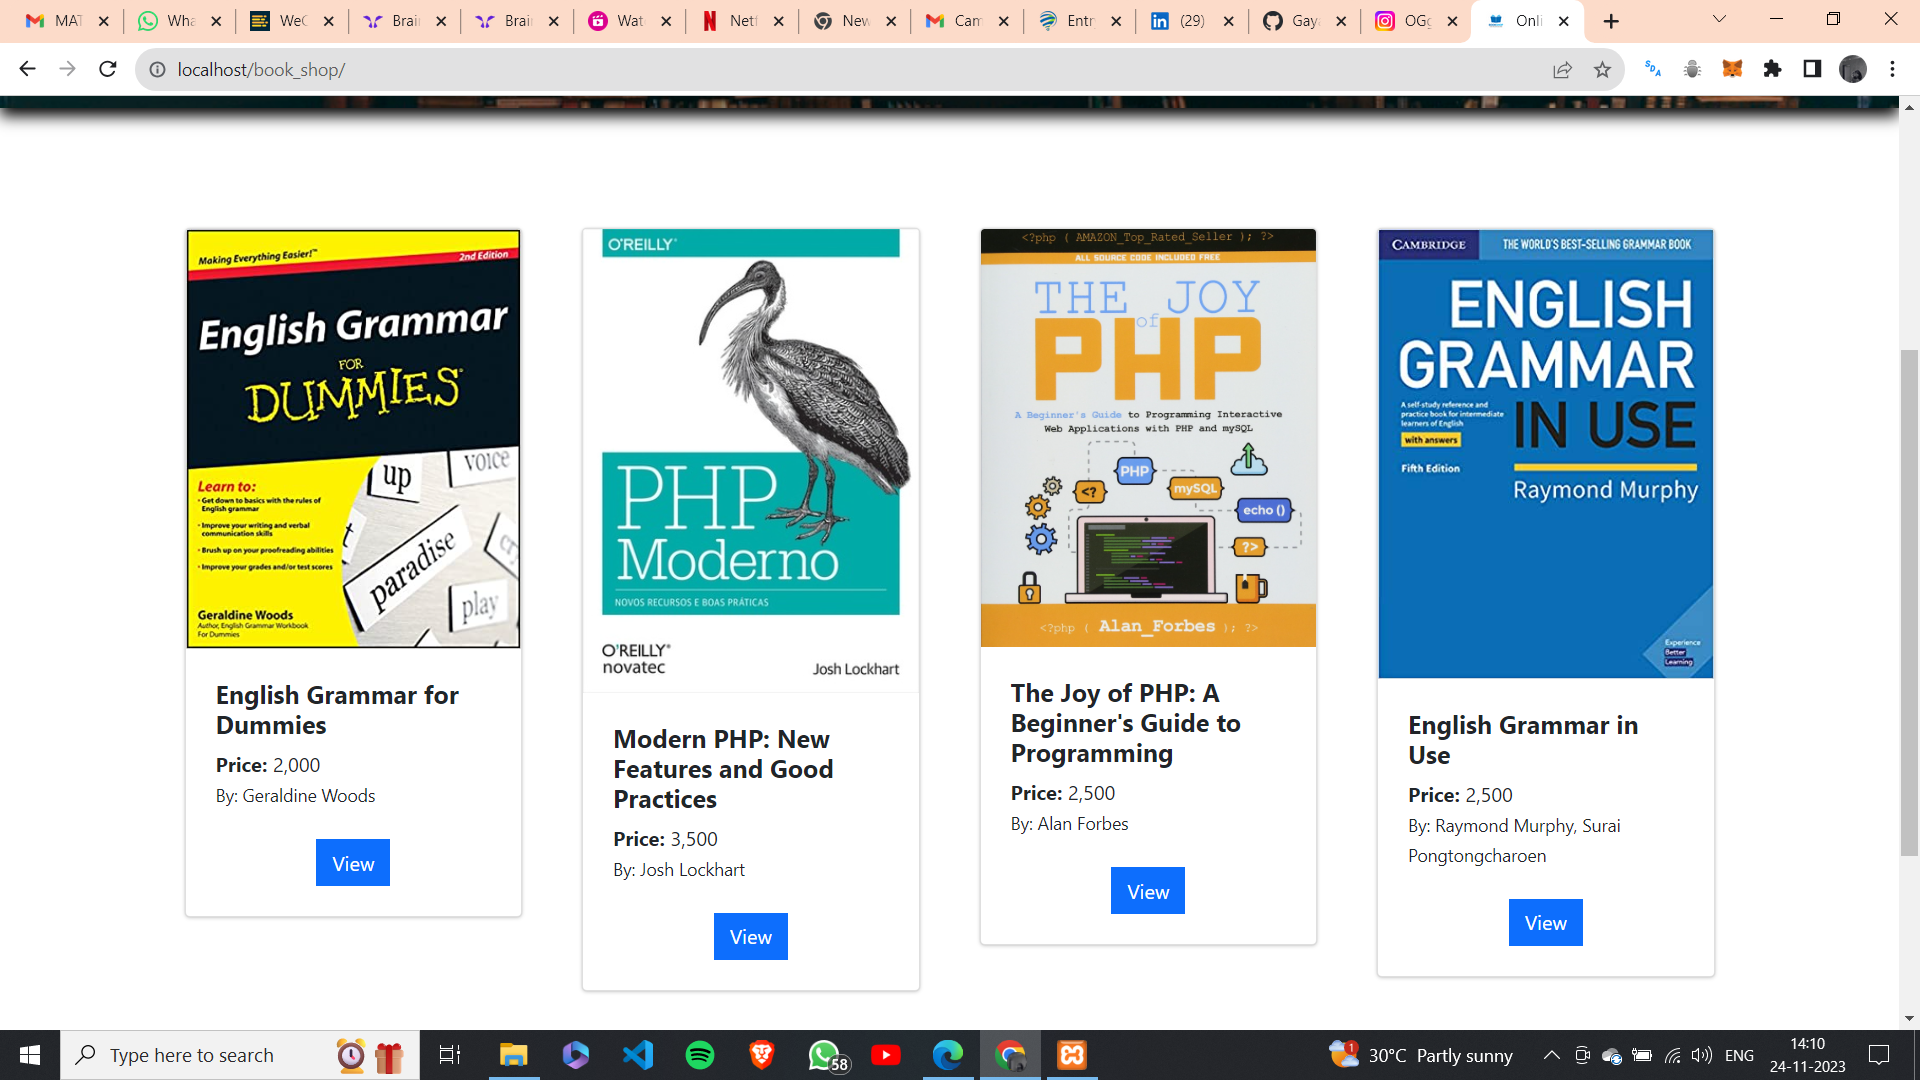 MAT
Wha
WeC
Brain
Brain
Wat
Netf
New
Cam
Entr
(29)
Gaya
OGg
Onli
localhost/book_shop/
Making Everything Easier!™
2nd Edition
English Grammar
FOR
DUMMIES
Learn to:
• Get down to basics with the rules of
English grammar
• Improve your writing and verbal
communication skills
• Brush up on your proofreading abilities
• Improve your grades and/or test scores
up
voice
paradise
play
Geraldine Woods
Author, English Grammar Workbook
For Dummies
English Grammar for
Dummies
Price: 2,000
By: Geraldine Woods
View
O'REILLY®
PHP
Moderno
NOVOS RECURSOS E BOAS PRÁTICAS
O'REILLY®
novatec
Josh Lockhart
Modern PHP: New
Features and Good
Practices
Price: 3,500
By: Josh Lockhart
View
<?php ( AMAZON_Top_Rated_Seller ); ?>
ALL SOURCE CODE INCLUDED FREE
THE JOY
of
PHP
A Beginner's Guide to Programming Interactive
Web Applications with PHP and mySQL
PHP
<?
mySQL
echo ()
?>
<?php ( Alan_Forbes ); ?>
The Joy of PHP: A
Beginner's Guide to
Programming
Price: 2,500
By: Alan Forbes
View
CAMBRIDGE
THE WORLD'S BEST-SELLING GRAMMAR BOOK
ENGLISH
GRAMMAR
IN USE
A self-study reference and
practice book for intermediate
learners of English
with answers
Fifth Edition
Raymond Murphy
Experience
Better
Learning
English Grammar in
Use
Price: 2,500
By: Raymond Murphy, Surai
Pongtongcharoen
View
Type here to search
58
1
30°C Partly sunny
ENG
14:10
24-11-2023